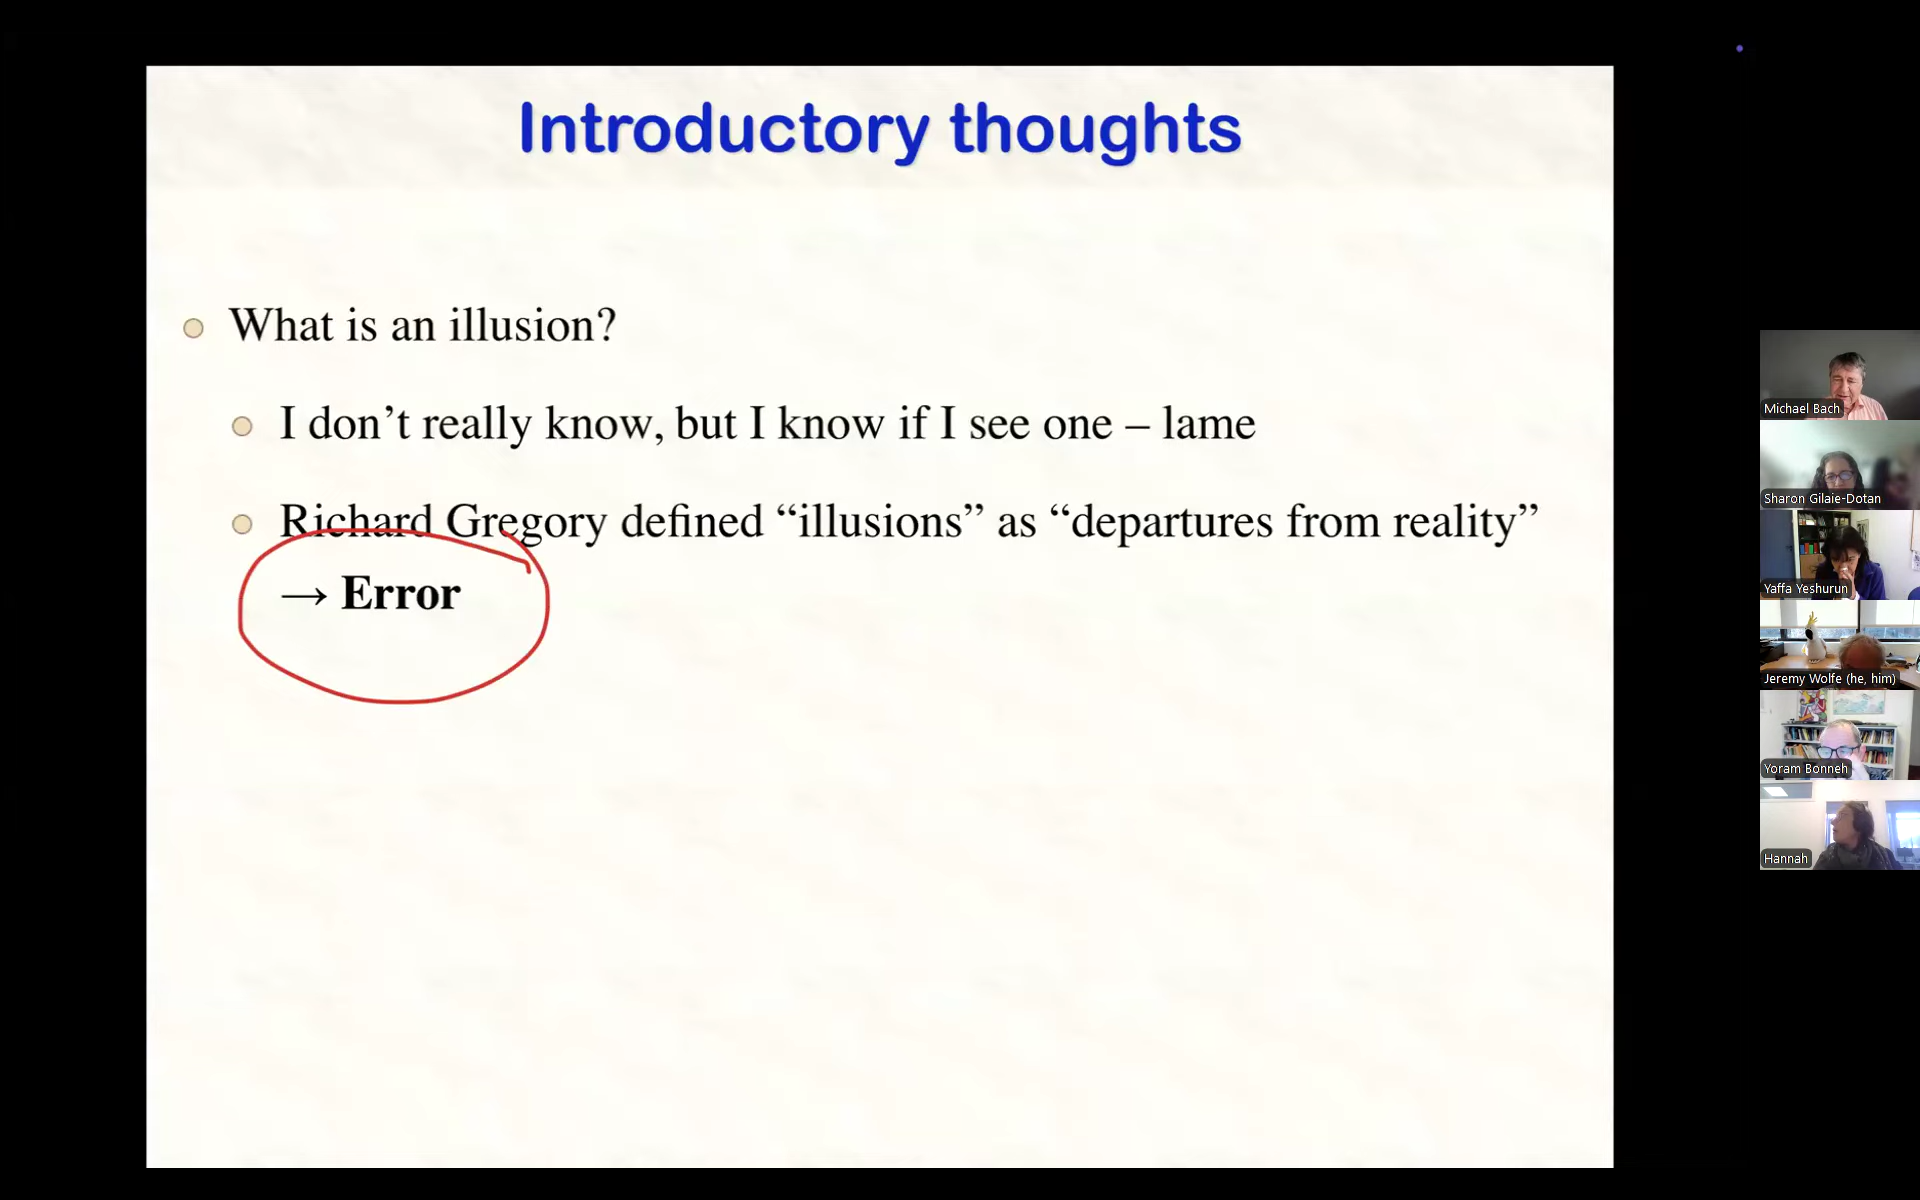 Introductory thoughts
What is an illusion?
I don’t really know, but I know if I see one – lame
Richard Gregory defined “illusions” as “departures from reality”
→ Error
Michael Bach
Sharon Gilaie-Dotan
Yaffa Yeshurun
Jeremy Wolfe (he, him)
Yoram Bonneh
Hannah